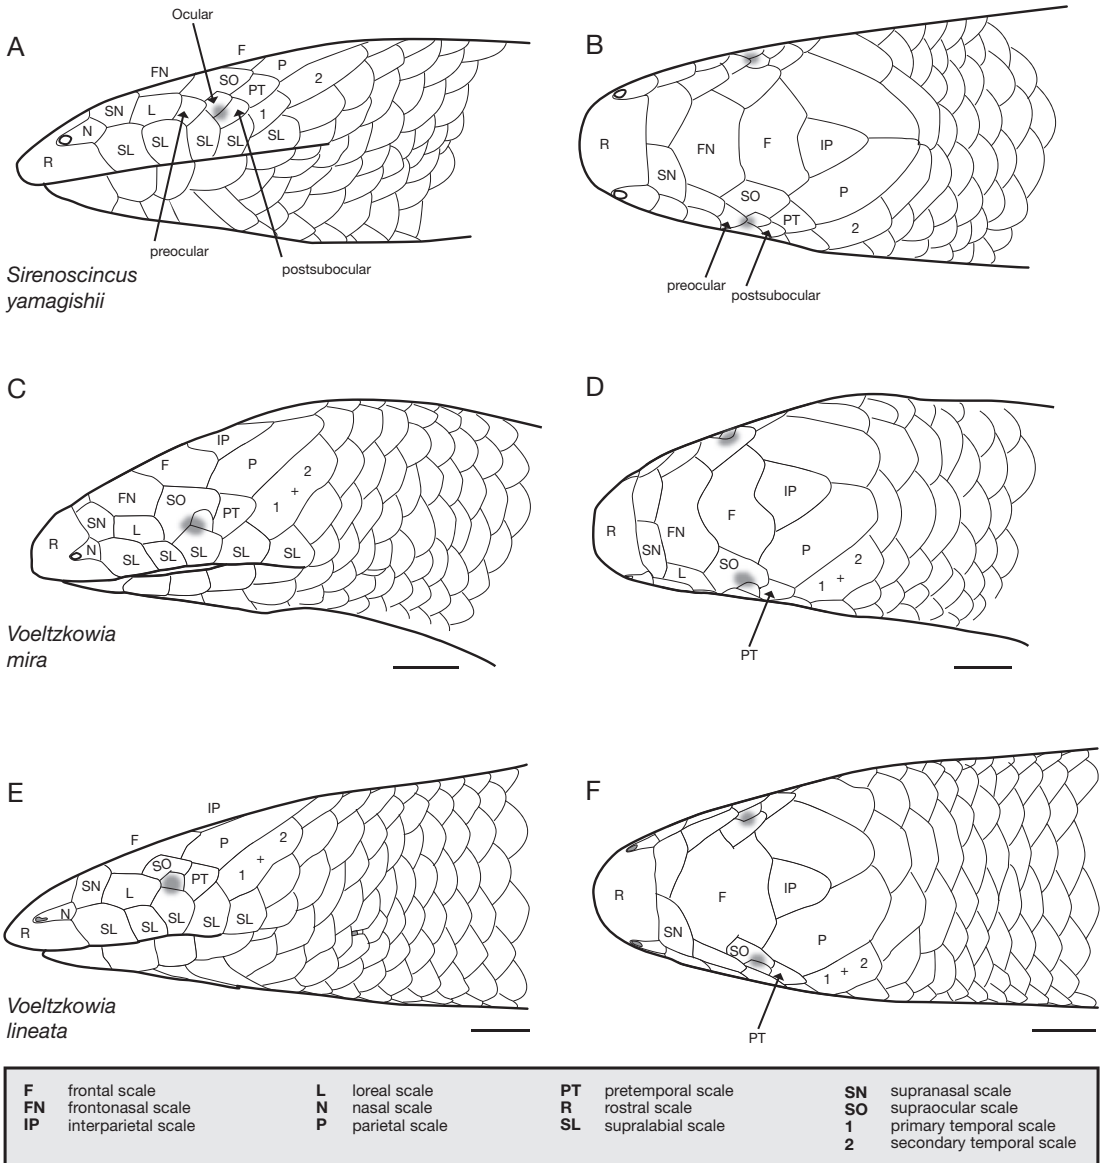 A
Ocular
F
FN
SO
P
PT
2
SN
L
N
1
R
SL
SL
SL
SL
SL
preocular
postsubocular
Sirenoscincus
yamagishii
B
R
FN
F
IP
SN
SO
P
PT
2
preocular
postsubocular
C
IP
F
P
2
FN
SO
+
PT
1
SN
L
R
N
SL
SL
SL
SL
SL
Voeltzkowia
mira
D
IP
R
F
FN
SN
P
SO
L
2
+
1
PT
E
IP
F
P
2
SO
+
PT
1
SN
L
N
R
SL
SL
SL
SL
SL
Voeltzkowia
lineata
F
R
F
IP
SN
P
SO
2
+
1
PT
F frontal scale
FN frontonasal scale
IP interparietal scale
L loreal scale
N nasal scale
P parietal scale
PT pretemporal scale
R rostral scale
SL supralabial scale
SN supranasal scale
SO supraocular scale
1 primary temporal scale
2 secondary temporal scale